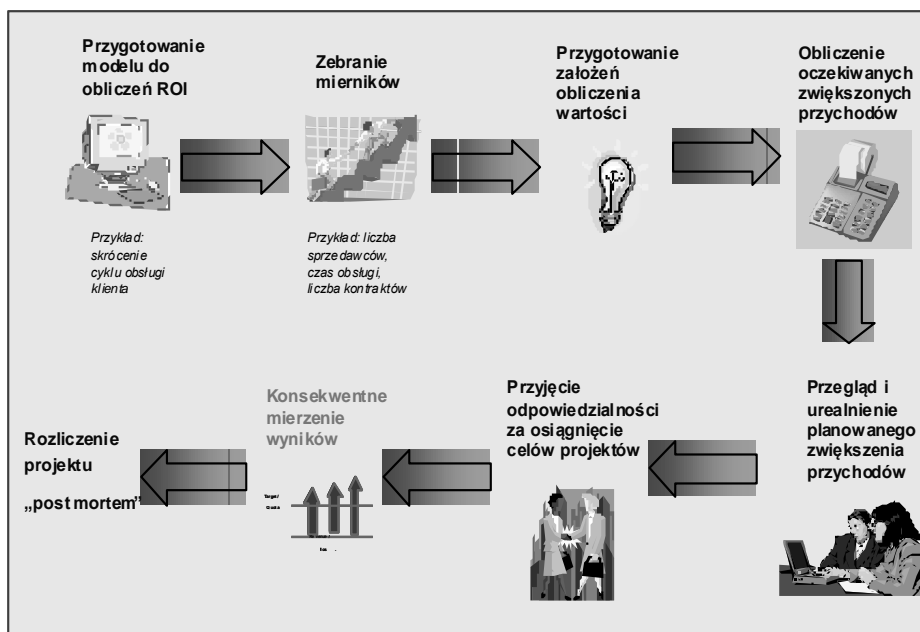 Przygotowanie
modelu do
obliczeń ROI
Przykład:
skrócenie
cyklu obsługi
klienta
Zebranie
mierników
Przykład: liczba
sprzedawców,
czas obsługi,
liczba kontraktów
Przygotowanie
założeń
obliczenia
wartości
Obliczenie
oczekiwanych
zwiększonych
przychodów
Przegląd i
urealnienie
planowanego
zwiększenia
przychodów
Przyjęcie
odpowiedzialności
za osiągnięcie
celów projektów
Konsekwentne
mierzenie
wyników
Rozliczenie
projektu
„post mortem”